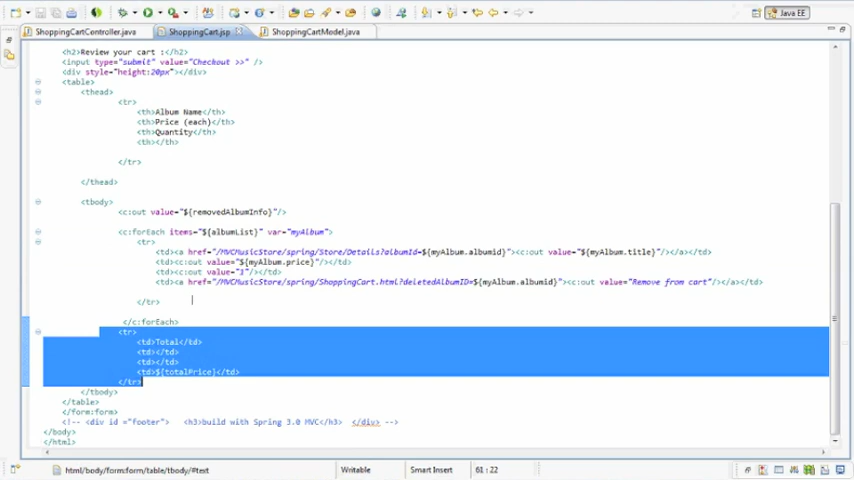 Java EE
ShoppingCartController.java
ShoppingCart.jsp
ShoppingCartModel.java
<h2>Review your cart :</h2>
<input type="submit" value="Checkout >>" />
<div style="height:20px"></div>
<table>
<thead>
<tr>
<th>Album Name</th>
<th>Price (each)</th>
<th>Quantity</th>
<th></th>
</tr>
</thead>
<tbody>
<c:out value="${removedAlbumInfo}"/>
<c:forEach items="${albumList}" var="myAlbum">
<tr>
<td><a href="/MVCMusicStore/spring/Store/Details?albumId=${myAlbum.albumid}"><c:out value="${myAlbum.title}"/></a></td>
<td><c:out value="${myAlbum.price}"/></td>
<td><c:out value="1"/></td>
<td><a href="/MVCMusicStore/spring/ShoppingCart.html?deletedAlbumID=${myAlbum.albumid}"><c:out value="Remove from cart"/></a></td>
</tr>
</c:forEach>
<tr>
<td>Total</td>
<td></td>
<td></td>
<td>${totalPrice}</td>
</tr>
</tbody>
</table>
</form:form>
<!-- <div id ="footer"> <h3>build with Spring 3.0 MVC</h3> </div> -->
</body>
</html>
html/body/form:form/table/tbody/#text
Writable
Smart Insert
61 : 22